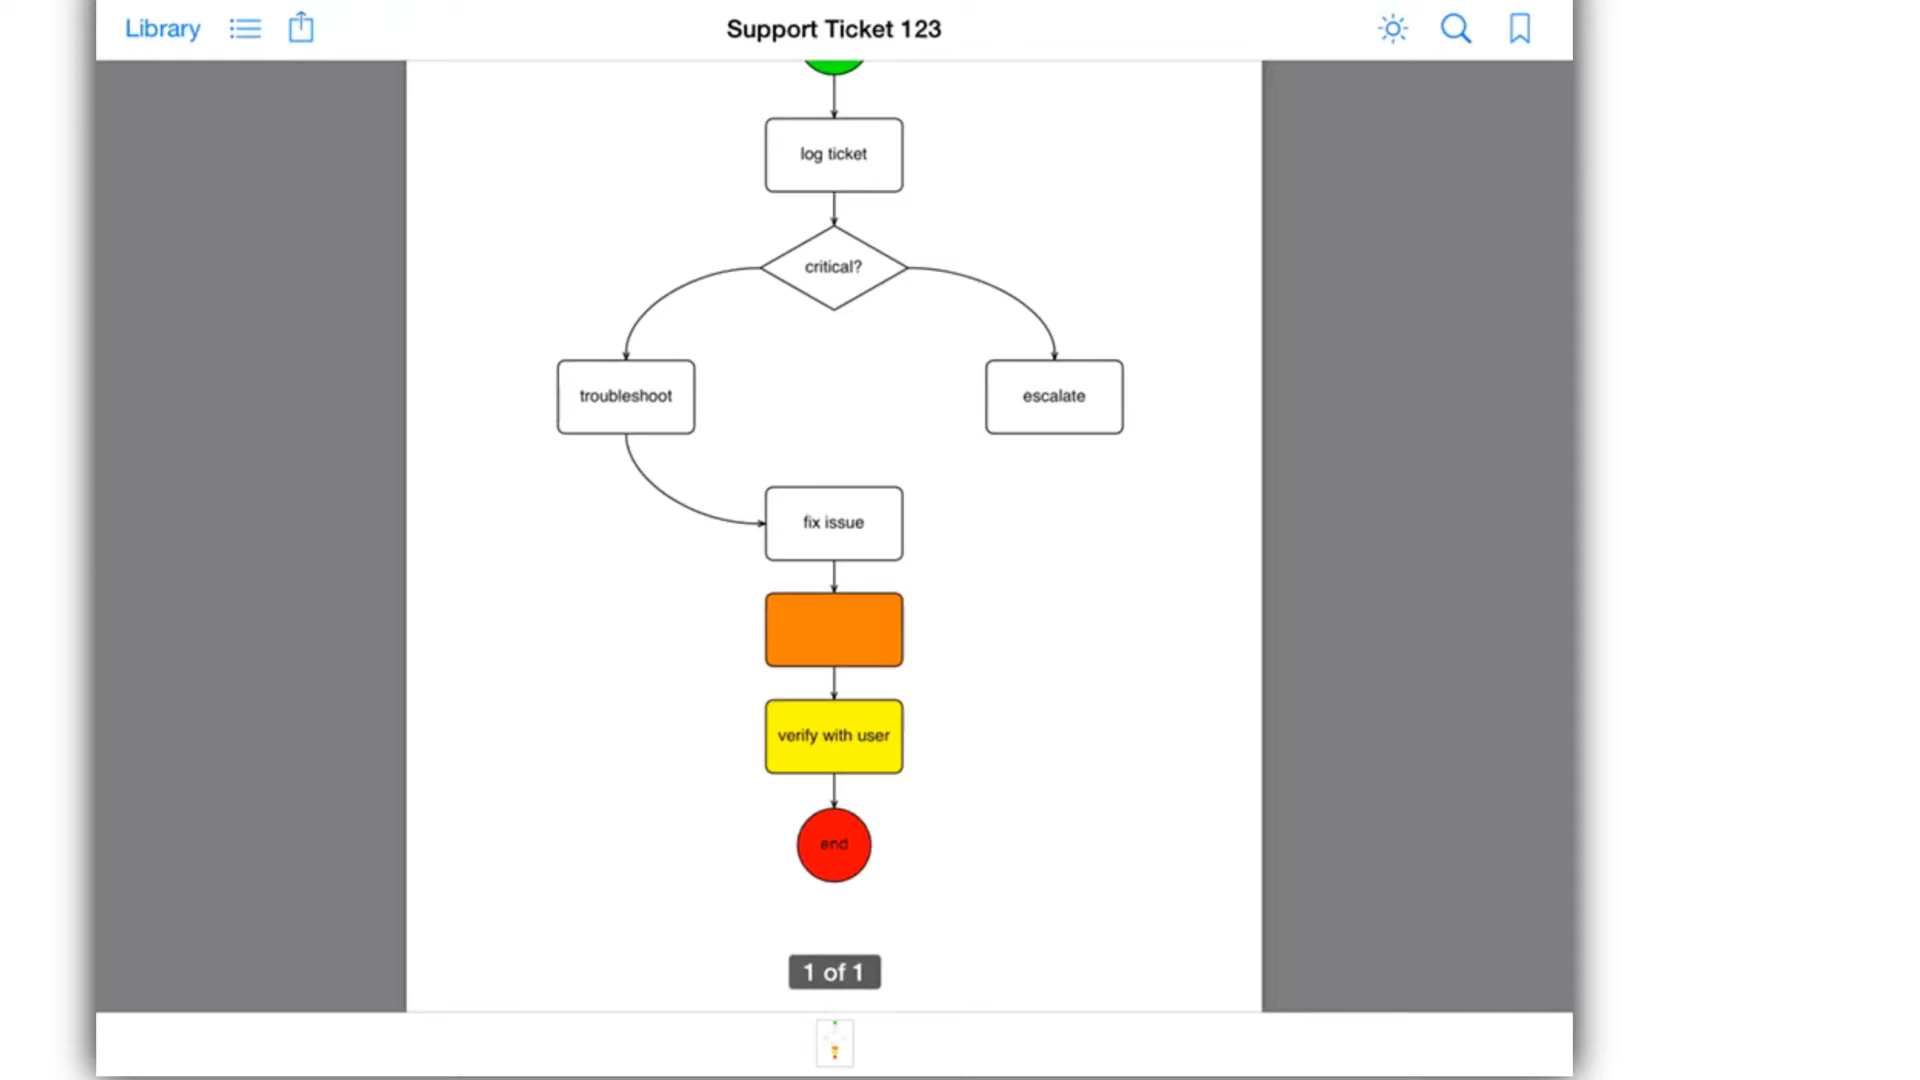 Library
Support Ticket 123
log ticket
critical?
troubleshoot
escalate
fix issue
verify with user
end
1 of 1